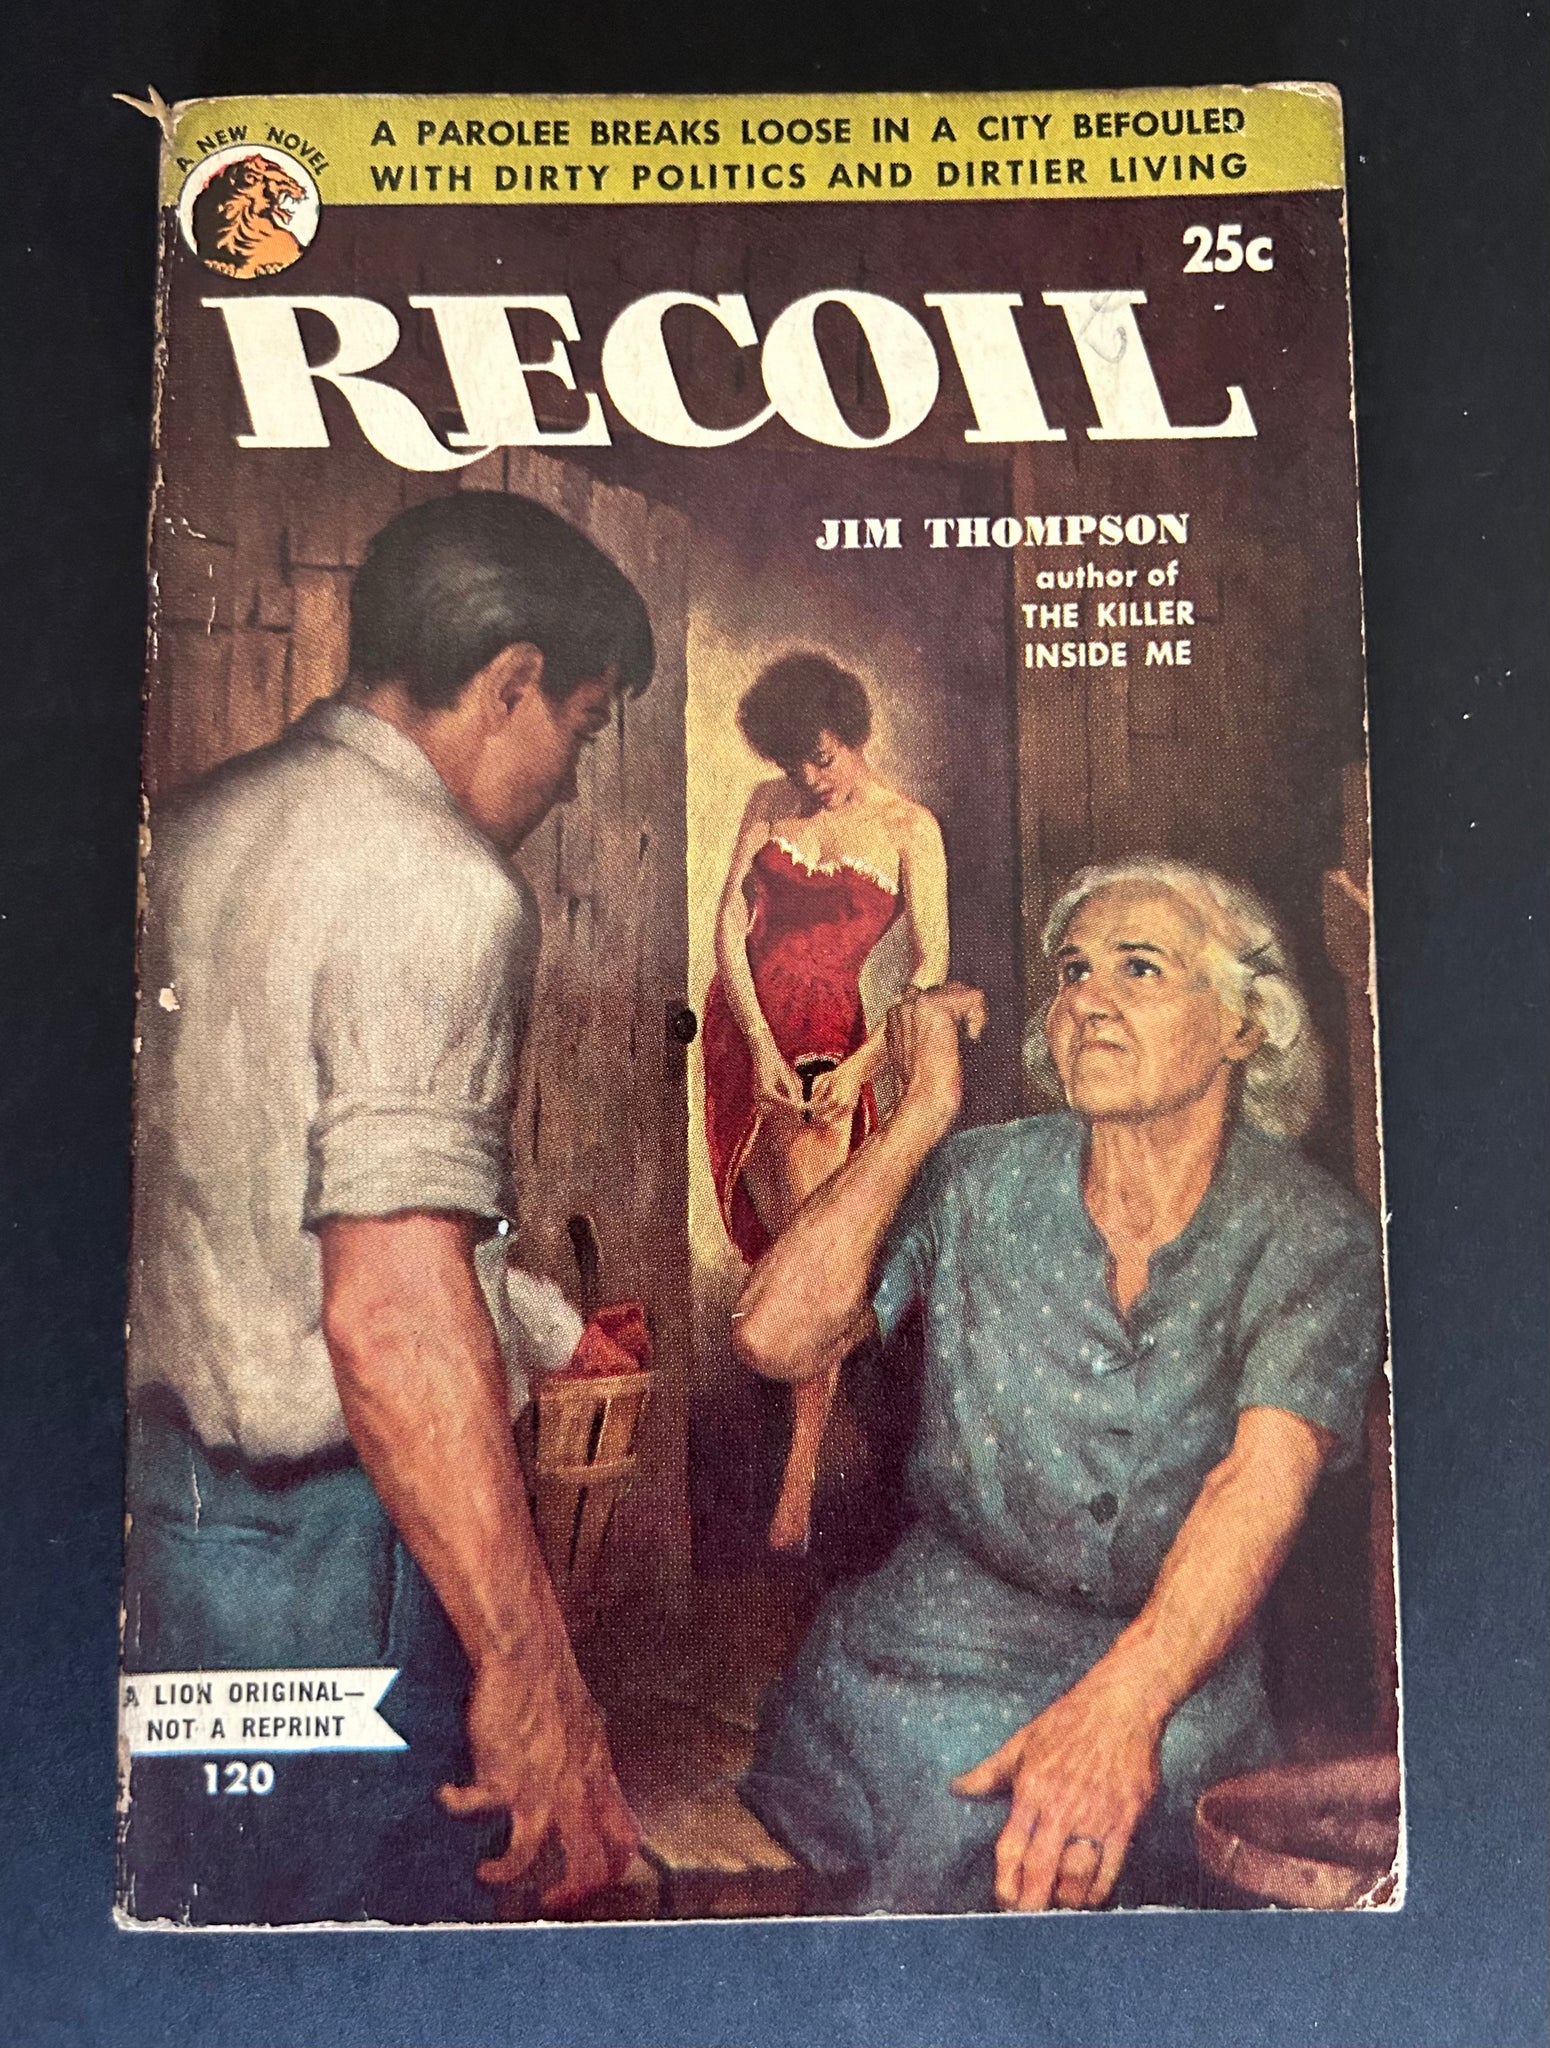 A NEW NOVEL
A PAROLEE BREAKS LOOSE IN A CITY BEFOULED
WITH DIRTY POLITICS AND DIRTIER LIVING
25c
RECOIL
JIM THOMPSON
author of
THE KILLER
INSIDE ME
A LION ORIGINAL—
NOT A REPRINT
120